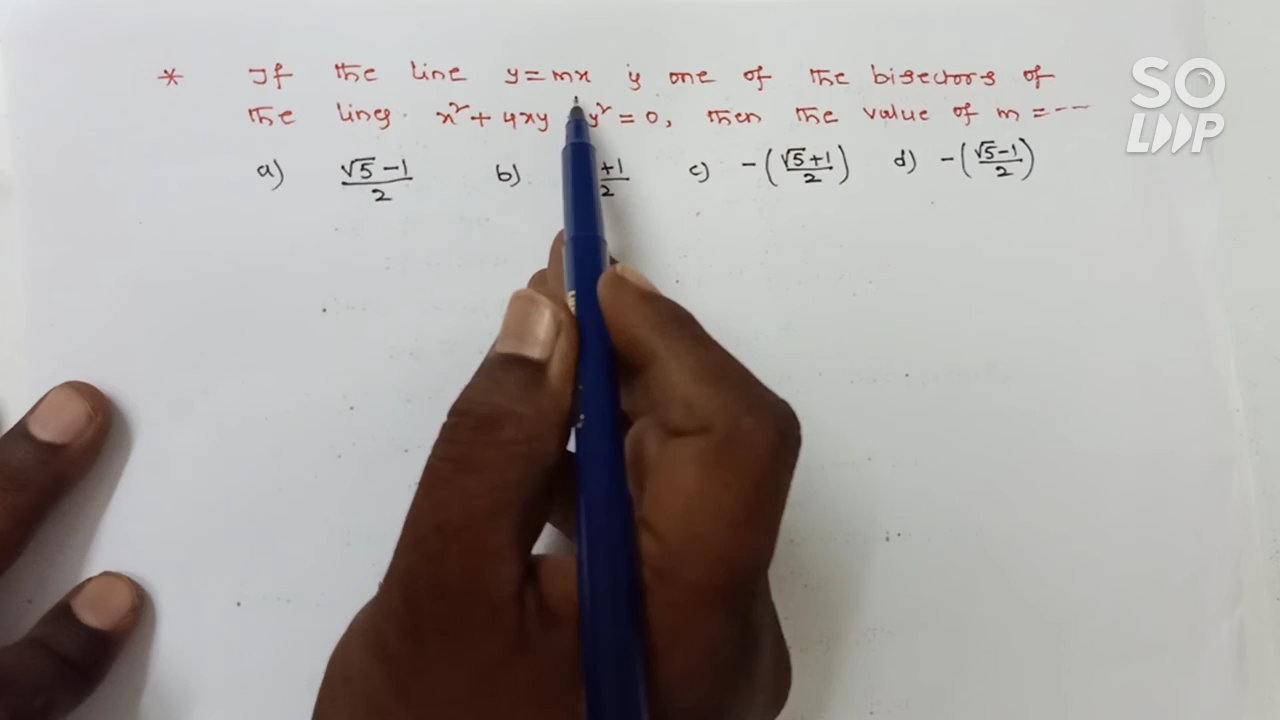 * If the line y = mx is one of the bisectors of
the lines x² + 4xy y² = 0, then the value of m = ---
a) √5 - 1 / 2 b) + 1 / 2 c) - (√5 + 1 / 2) d) - (√5 - 1 / 2)
SO
LDDP